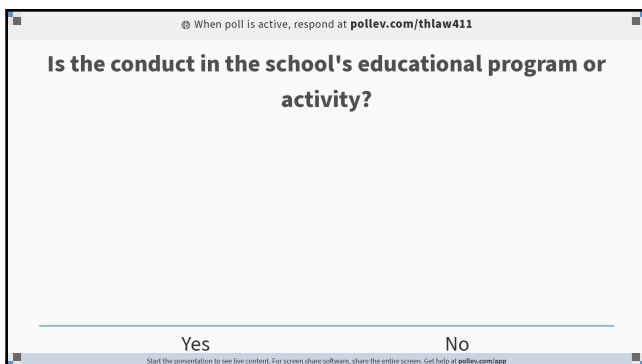 When poll is active, respond at pollev.com/thlaw411
Is the conduct in the school's educational program or
activity?
Yes No
Start the presentation to see live content. For screen share software, share the entire screen. Get help at pollev.com/app